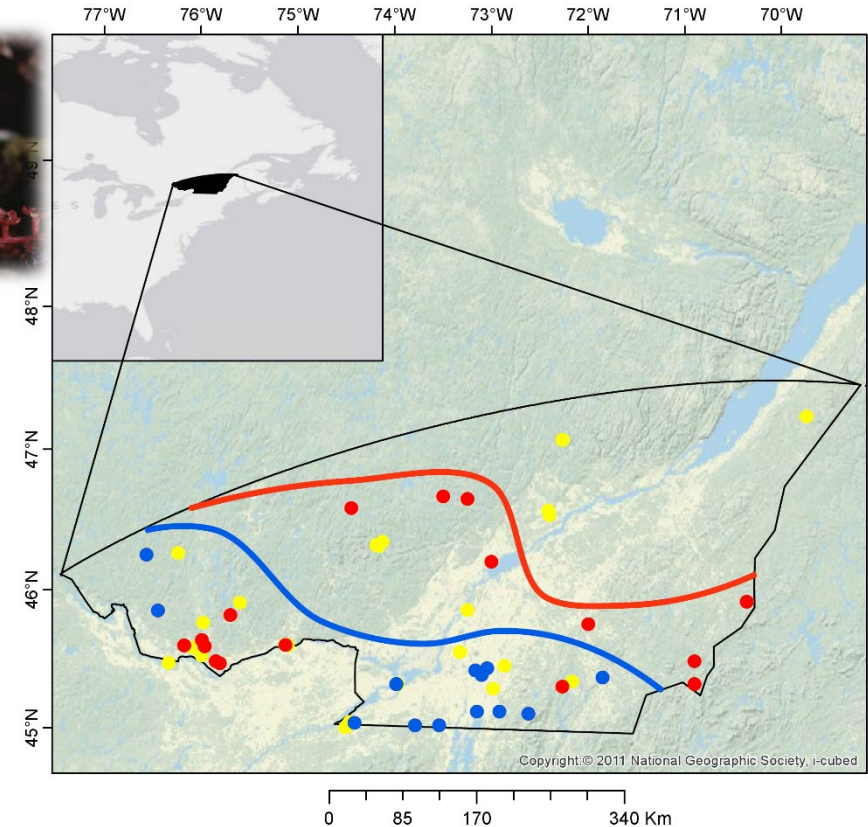 77°W 76°W 75°W 74°W 73°W 72°W 71°W 70°W
49°N
E S
48°N
47°N
46°N
45°N
Copyright:© 2011 National Geographic Society, i-cubed
0 85 170 340 Km